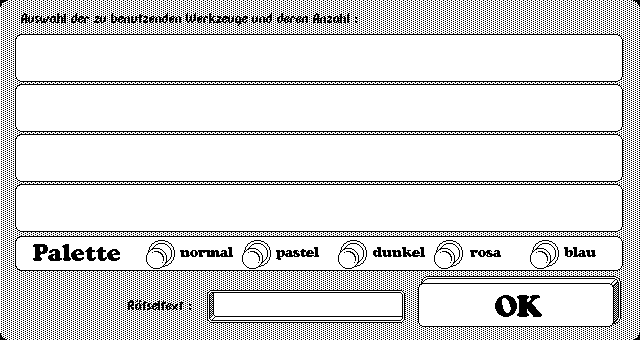 Auswahl der zu benutzenden Werkzeuge und deren Anzahl :
Palette normal pastel dunkel rosa blau
Rätseltext :
OK